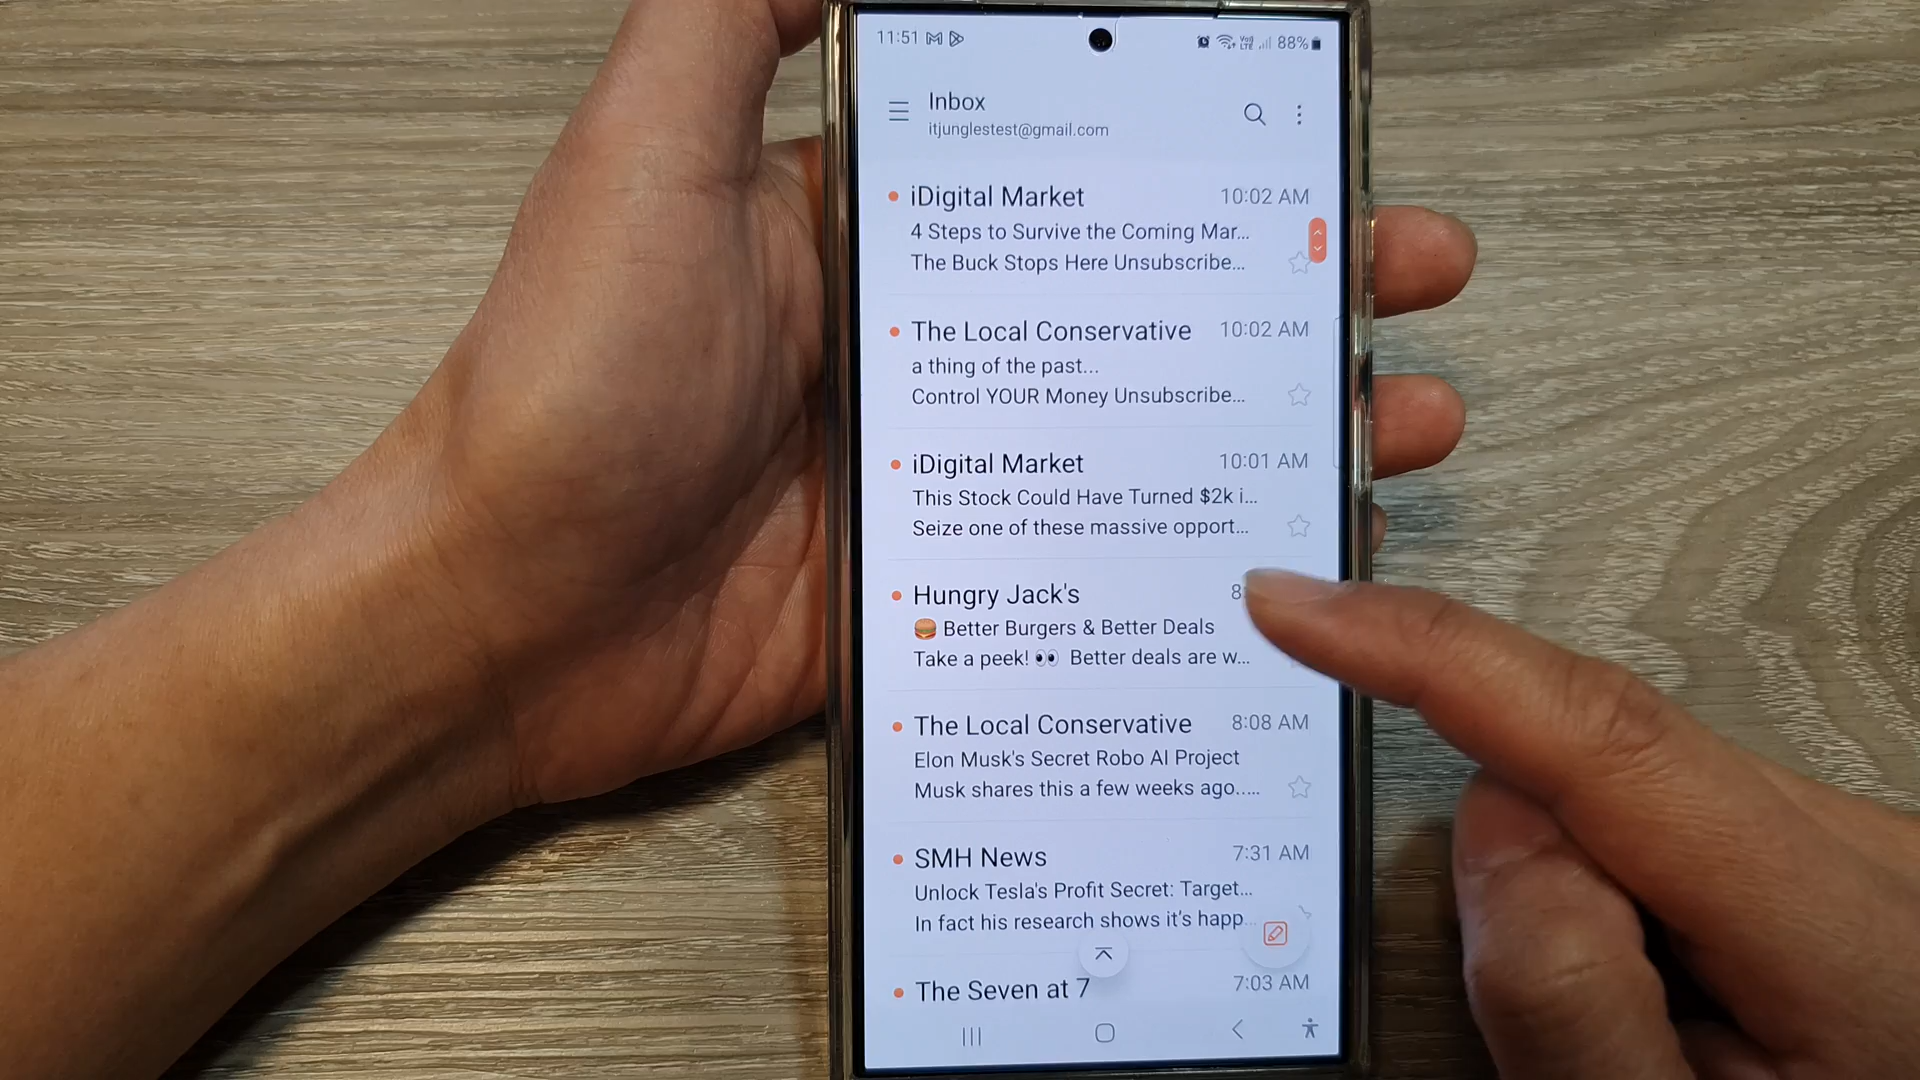 11:51 88%
Inbox
itjunglestest@gmail.com
iDigital Market 10:02 AM
4 Steps to Survive the Coming Mar...
The Buck Stops Here Unsubscribe...
The Local Conservative 10:02 AM
a thing of the past...
Control YOUR Money Unsubscribe...
iDigital Market 10:01 AM
This Stock Could Have Turned $2k i...
Seize one of these massive opport...
Hungry Jack's 8
🍔 Better Burgers & Better Deals
Take a peek! 👀 Better deals are w...
The Local Conservative 8:08 AM
Elon Musk's Secret Robo AI Project
Musk shares this a few weeks ago.....
SMH News 7:31 AM
Unlock Tesla's Profit Secret: Target...
In fact his research shows it's happ...
The Seven at 7 7:03 AM